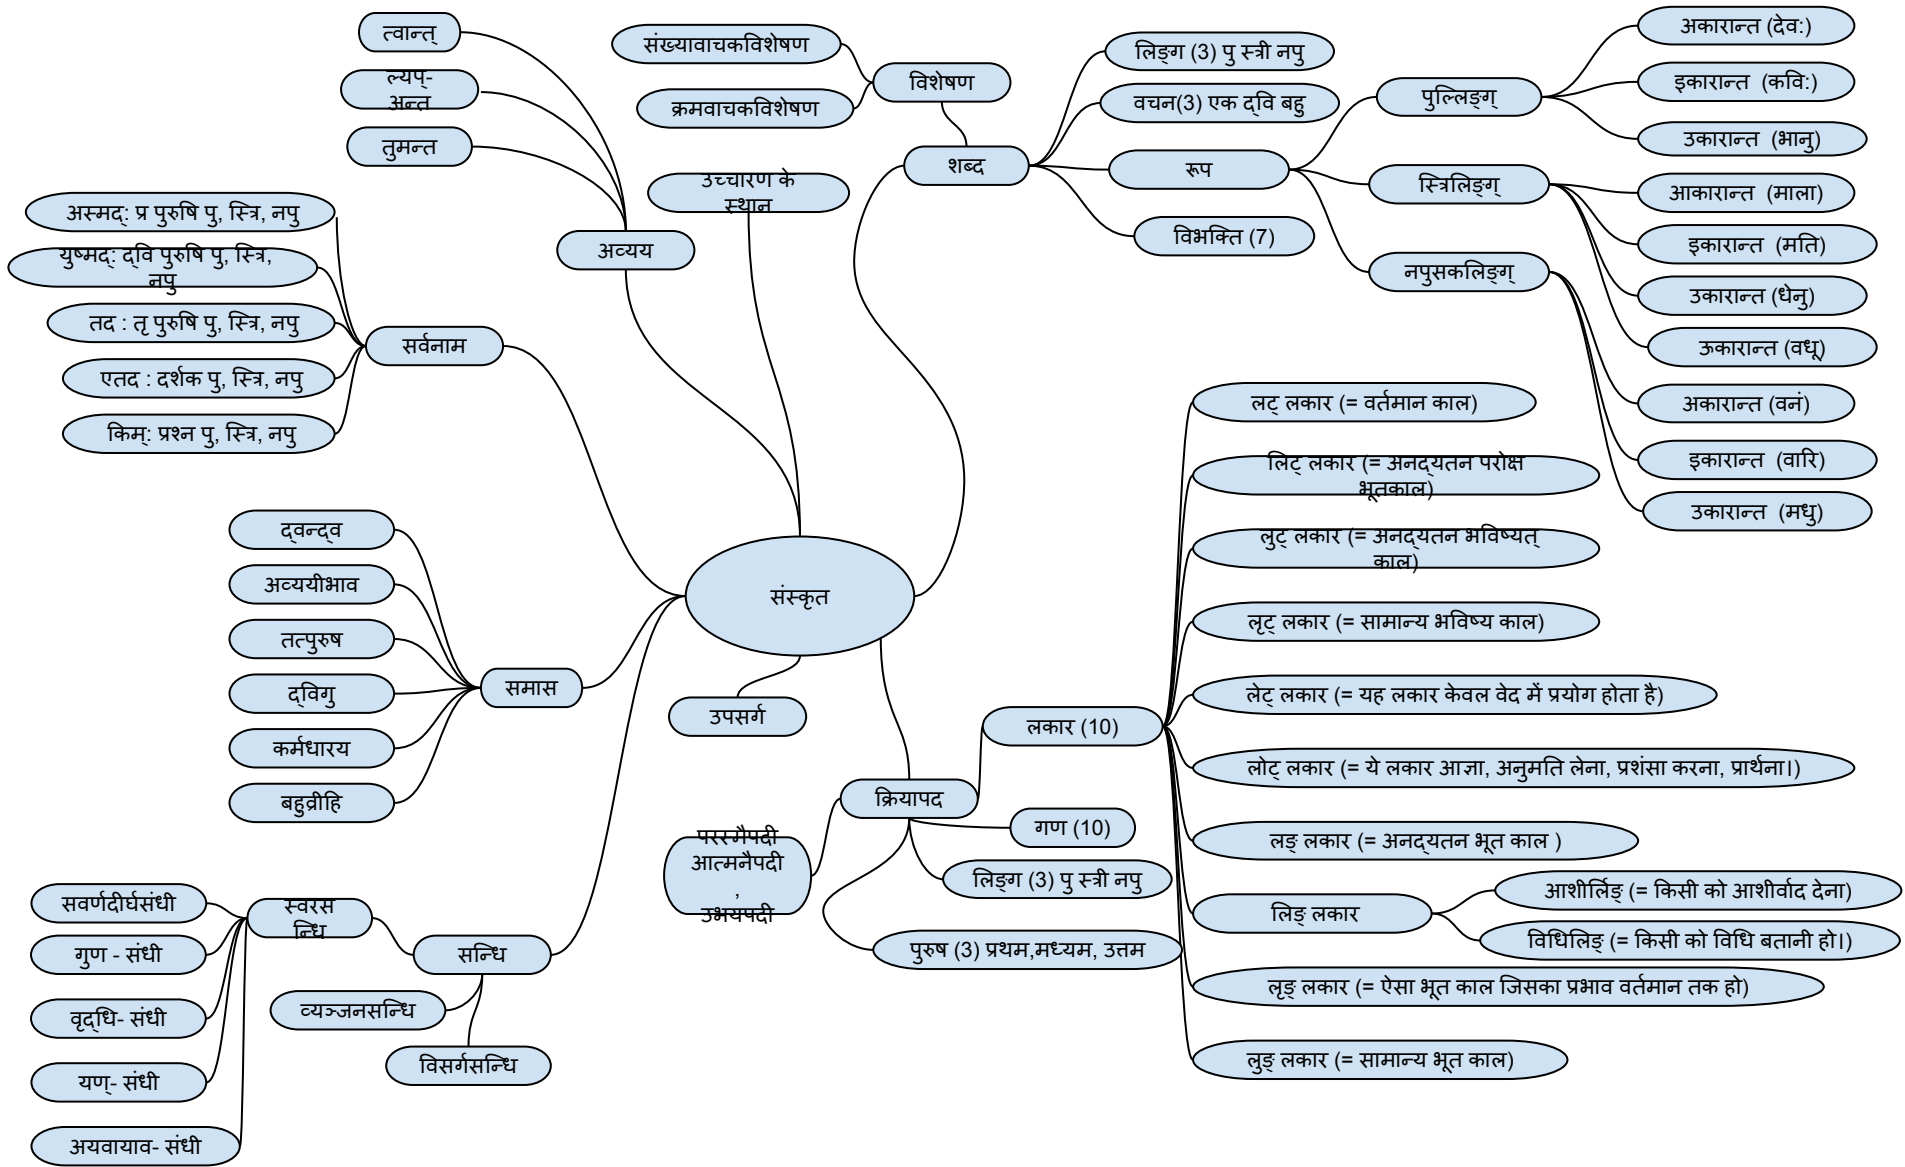 त्वान्त्
ल्यप्-
अन्त
तुमन्त
अव्यय
संख्यावाचकविशेषण
क्रमवाचकविशेषण
विशेषण
उच्चारण के
स्थान
शब्द
लिङ्ग (3) पु स्त्री नपु
वचन(3) एक द्वि बहु
रूप
विभक्ति (7)
पुल्लिङ्ग्
स्त्रिलिङ्ग्
नपुसकलिङ्ग्
अकारान्त (देव:)
इकारान्त (कवि:)
उकारान्त (भानु)
आकारान्त (माला)
इकारान्त (मति)
उकारान्त (धेनु)
ऊकारान्त (वधू)
अकारान्त (वनं)
इकारान्त (वारि)
उकारान्त (मधु)
अस्मद्: प्र पुरुषि पु, स्त्रि, नपु
युष्मद्: द्वि पुरुषि पु, स्त्रि,
नपु
तद : तृ पुरुषि पु, स्त्रि, नपु
एतद : दर्शक पु, स्त्रि, नपु
किम्: प्रश्न पु, स्त्रि, नपु
सर्वनाम
संस्कृत
द्वन्द्व
अव्ययीभाव
तत्पुरुष
द्विगु
कर्मधारय
बहुव्रीहि
समास
उपसर्ग
क्रियापद
लकार (10)
गण (10)
लिङ्ग (3) पु स्त्री नपु
पुरुष (3) प्रथम,मध्यम, उत्तम
परस्मैपदी
आत्मनैपदी
,
उभयपदी
लट् लकार (= वर्तमान काल)
लिट् लकार (= अनद्यतन परोक्ष
भूतकाल)
लुट् लकार (= अनद्यतन भविष्यत्
काल)
लृट् लकार (= सामान्य भविष्य काल)
लेट् लकार (= यह लकार केवल वेद में प्रयोग होता है)
लोट् लकार (= ये लकार आज्ञा, अनुमति लेना, प्रशंसा करना, प्रार्थना।)
लङ् लकार (= अनद्यतन भूत काल )
लिङ् लकार
आशीर्लिङ् (= किसी को आशीर्वाद देना)
विधिलिङ् (= किसी को विधि बतानी हो।)
लृङ् लकार (= ऐसा भूत काल जिसका प्रभाव वर्तमान तक हो)
लुङ् लकार (= सामान्य भूत काल)
सन्धि
स्वरस
न्धि
व्यञ्जनसन्धि
विसर्गसन्धि
सवर्णदीर्घसंधी
गुण - संधी
वृद्धि- संधी
यण्- संधी
अयवायाव- संधी